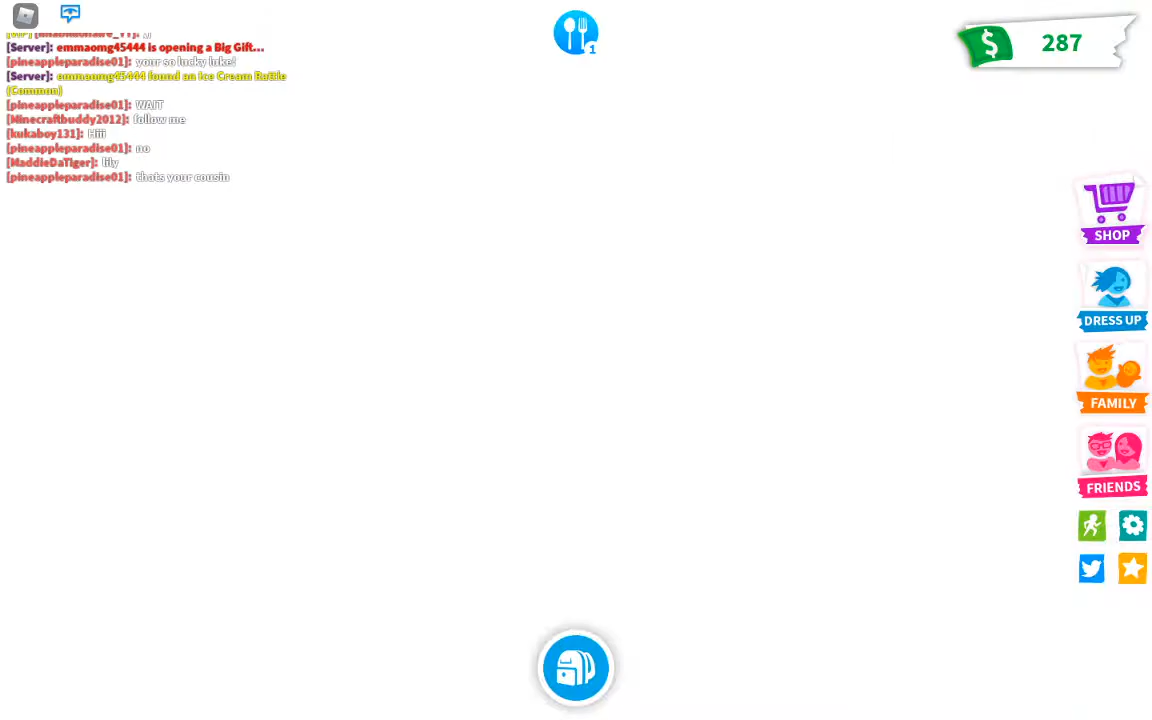 [Server]: emmaomg45444 is opening a Big Gift...
[pineappleparadise01]: your so lucky luke!
[Server]: emmaomg45444 found an Ice Cream Rattle
(Common)
[pineappleparadise01]: WAIT
[Minecraftbuddy2012]: follow me
[kukaboy131]: Hiii
[pineappleparadise01]: no
[MaddieDaTiger]: lily
[pineappleparadise01]: thats your cousin
1
$ 287
SHOP
DRESS UP
FAMILY
FRIENDS